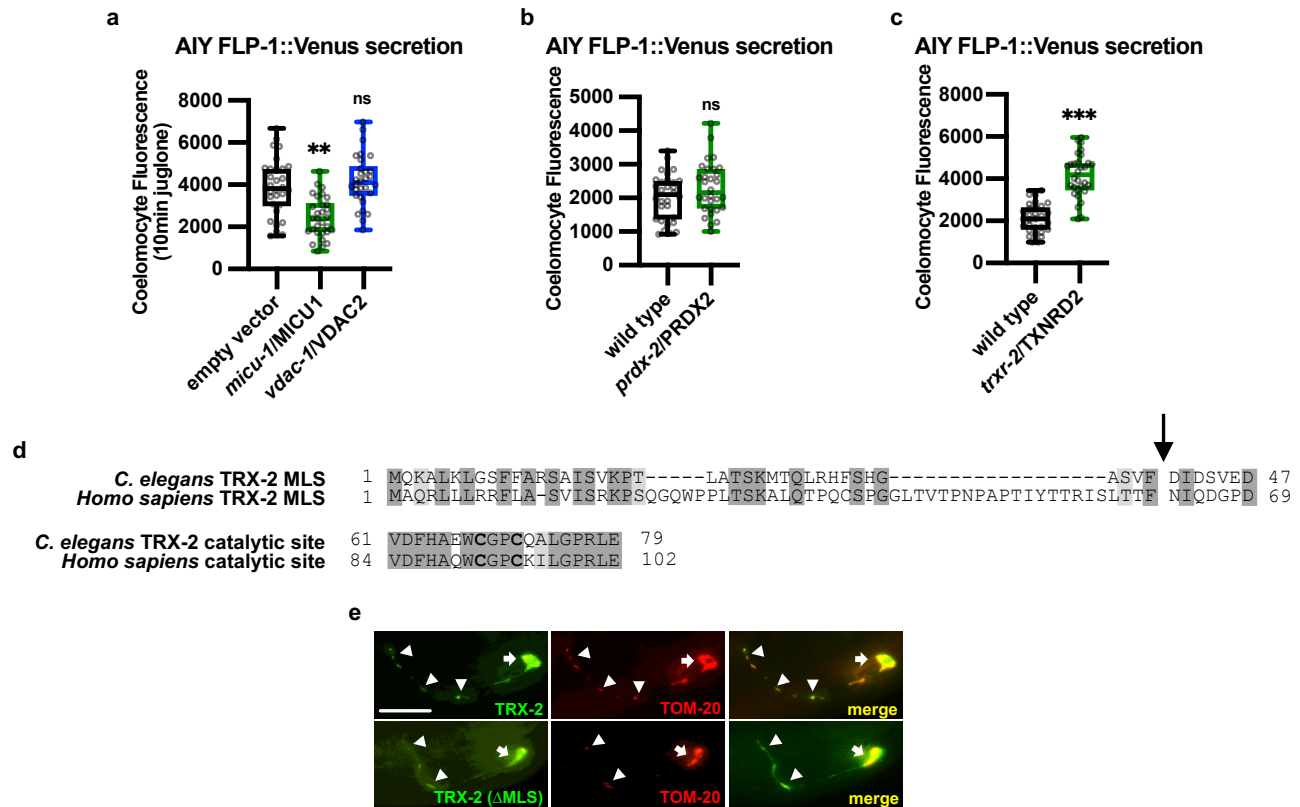 a
AIY FLP-1::Venus secretion
Coelomocyte Fluorescence
(10min juglone)
8000
6000
4000
2000
0
**
ns
empty vector
micu-1/MICU1
vdac-1/VDAC2
b
AIY FLP-1::Venus secretion
Coelomocyte Fluorescence
5000
4000
3000
2000
1000
0
ns
wild type
prdx-2/PRDX2
c
AIY FLP-1::Venus secretion
Coelomocyte Fluorescence
8000
6000
4000
2000
0
***
wild type
trxr-2/TXNRD2
d
C. elegans TRX-2 MLS 1 MQKALKLGSFFARSAISVKPT-----LATSKMTQLRHFSHG---------------ASVF DIDSVED 47
Homo sapiens TRX-2 MLS 1 MAQRLLLRRFLA-SVISRKPSQGQWPPLTSKALQTPQCSPGGLTVTPNPAPTIYTTRISLTTF NIQDGPD 69
C. elegans TRX-2 catalytic site 61 VDFHAEWCGPCQALGPRLE 79
Homo sapiens catalytic site 84 VDFHAQWCGPCKILGPRLE 102
e
TRX-2
TOM-20
merge
TRX-2 (ΔMLS)
TOM-20
merge